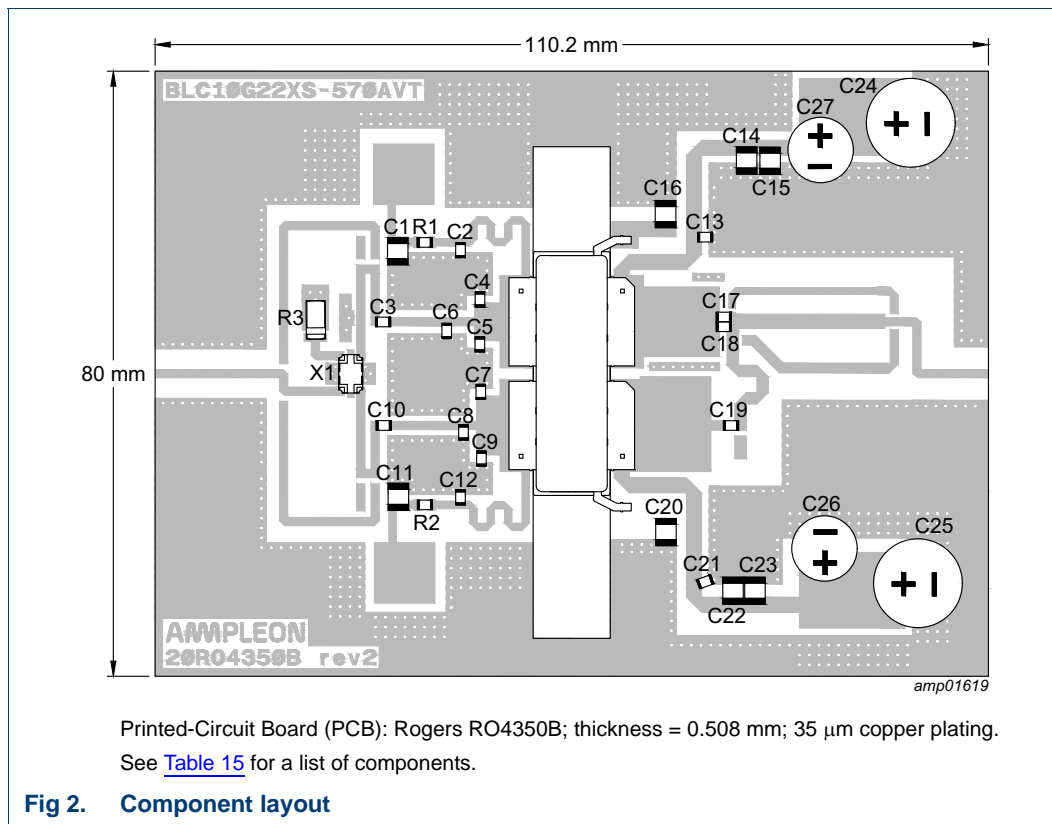 110.2 mm
BLC10G22XS-570AVT
C24
C27
C14
C15
C16
C13
C1
R1
C2
C4
C3
C6
C5
R3
C17
C18
X1
80 mm
C7
C10
C8
C19
C9
C11
C12
R2
C20
C26
C25
C21
C23
C22
AMPLEON
20RO4350B rev2
amp01619
Printed-Circuit Board (PCB): Rogers RO4350B; thickness = 0.508 mm; 35 μm copper plating.
See Table 15 for a list of components.
Fig 2. Component layout